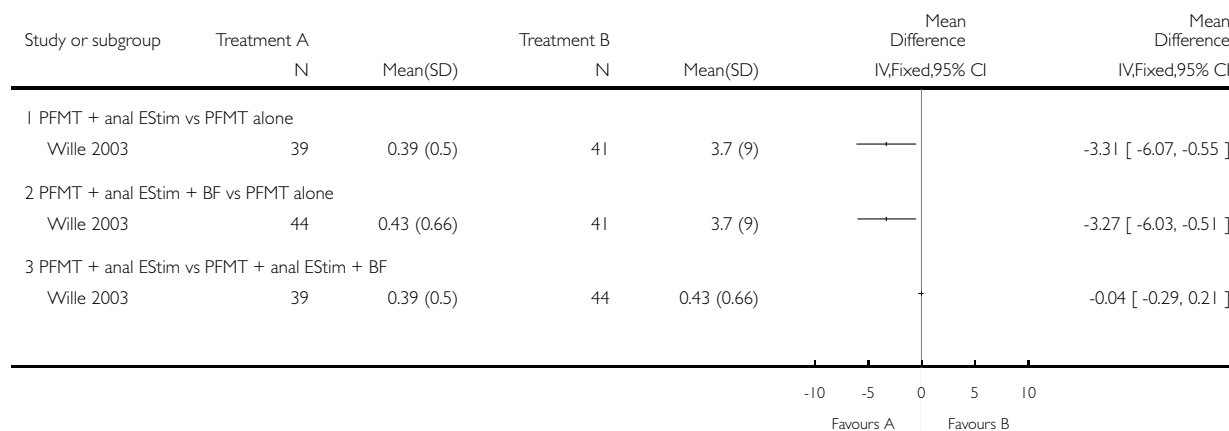 Mean Mean
Study or subgroup Treatment A Treatment B Difference Difference
N Mean(SD) N Mean(SD) IV,Fixed,95% CI IV,Fixed,95% CI
1 PFMT + anal EStim vs PFMT alone
Wille 2003 39 0.39 (0.5) 41 3.7 (9) -3.31 [ -6.07, -0.55 ]
2 PFMT + anal EStim + BF vs PFMT alone
Wille 2003 44 0.43 (0.66) 41 3.7 (9) -3.27 [ -6.03, -0.51 ]
3 PFMT + anal EStim vs PFMT + anal EStim + BF
Wille 2003 39 0.39 (0.5) 44 0.43 (0.66) -0.04 [ -0.29, 0.21 ]
-10 -5 0 5 10
Favours A Favours B